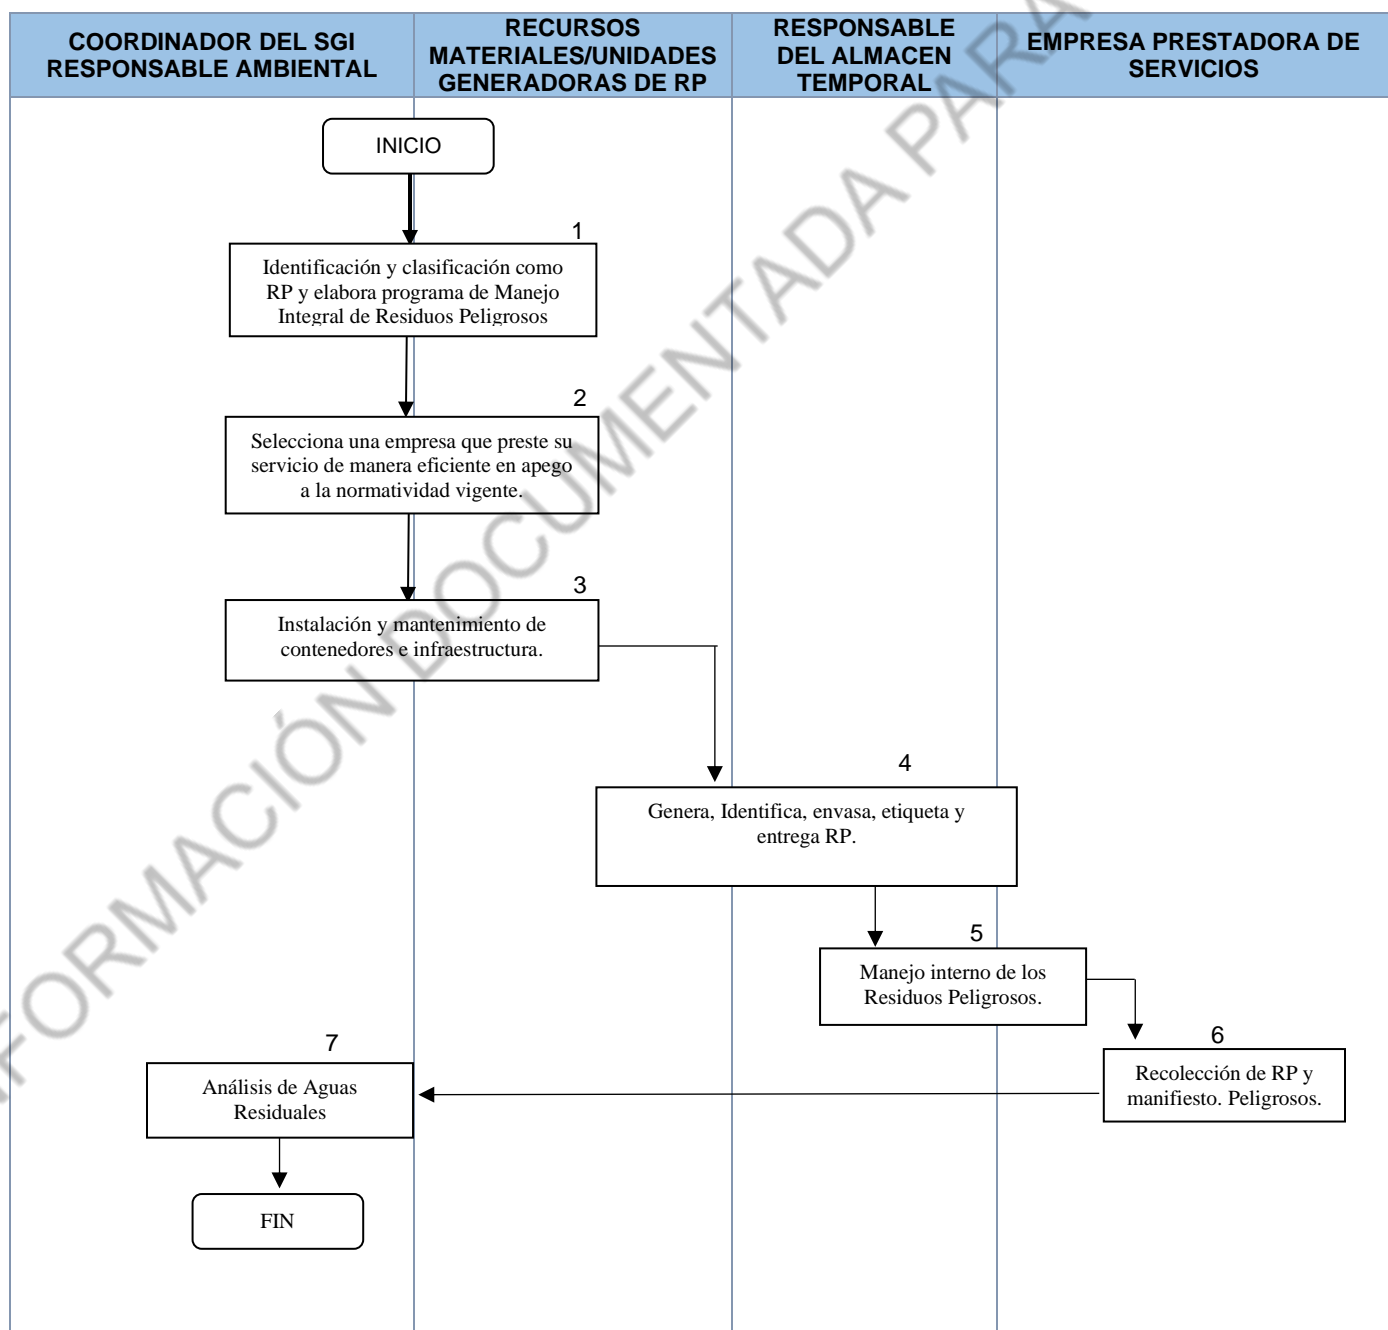 COORDINADOR DEL SGI
RESPONSABLE AMBIENTAL
RECURSOS
MATERIALES/UNIDADES
GENERADORAS DE RP
RESPONSABLE
DEL ALMACEN
TEMPORAL
EMPRESA PRESTADORA DE
SERVICIOS
INICIO
1
Identificación y clasificación como
RP y elabora programa de Manejo
Integral de Residuos Peligrosos
2
Selecciona una empresa que preste su
servicio de manera eficiente en apego
a la normatividad vigente.
3
Instalación y mantenimiento de
contenedores e infraestructura.
4
Genera, Identifica, envasa, etiqueta y
entrega RP.
5
Manejo interno de los
Residuos Peligrosos.
6
Recolección de RP y
manifiesto. Peligrosos.
7
Análisis de Aguas
Residuales
FIN
INFORMACIÓN DOCUMENTADA PARA